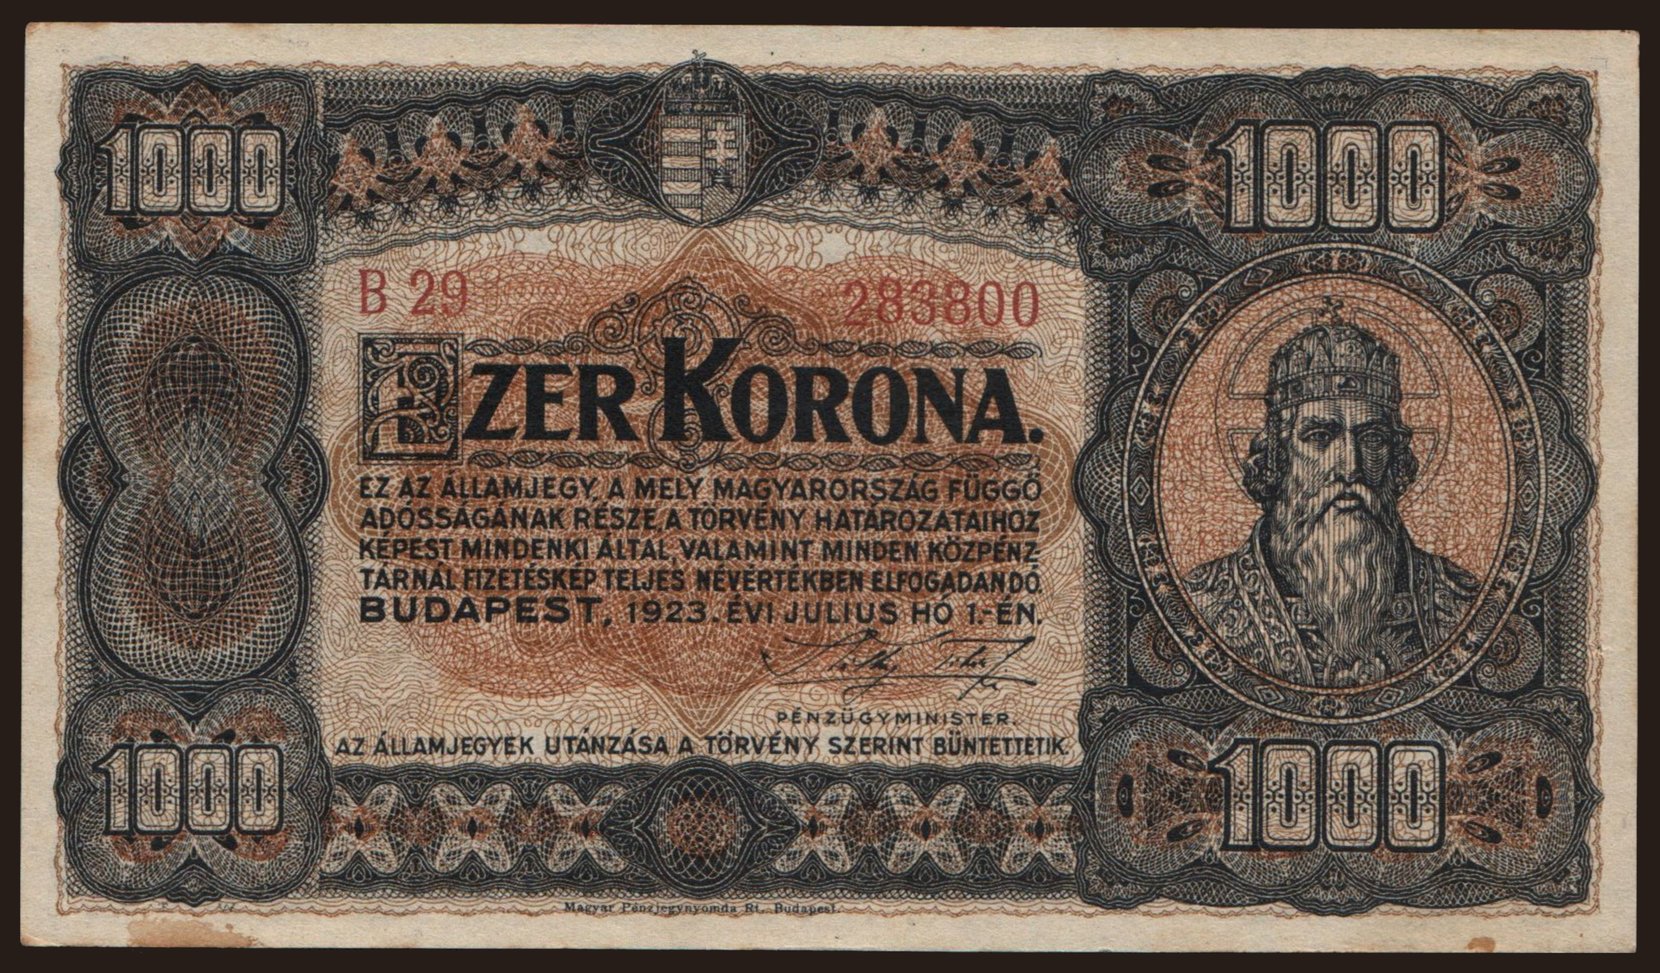 1000
1000
B 29
283800
EZER KORONA.
EZ AZ ÁLLAMJEGY, A MELY MAGYARORSZÁG FÜGGŐ
ADÓSSÁGÁNAK RÉSZE, A TÖRVÉNY HATÁROZATAIHOZ
KÉPEST MINDENKI ÁLTAL, VALAMINT MINDEN KÖZPÉNZ-
TÁRNÁL FIZETÉSKÉP TELJES NÉVÉRTÉKBEN ELFOGADANDÓ.
BUDAPEST, 1923. ÉVI JULIUS HÓ 1.-ÉN.
PÉNZÜGYMINISTER.
AZ ÁLLAMJEGYEK UTÁNZÁSA A TÖRVÉNY SZERINT BÜNTETTETIK.
1000
1000
Magyar Pénzjegynyomda Rt., Budapest.